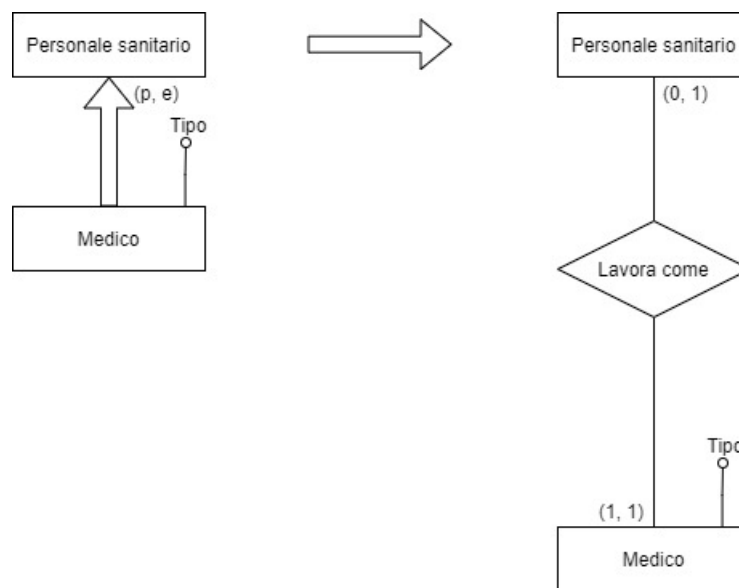 Personale sanitario
(p, e)
Tipo
Medico
Personale sanitario
(0, 1)
Lavora come
Tipo
(1, 1)
Medico